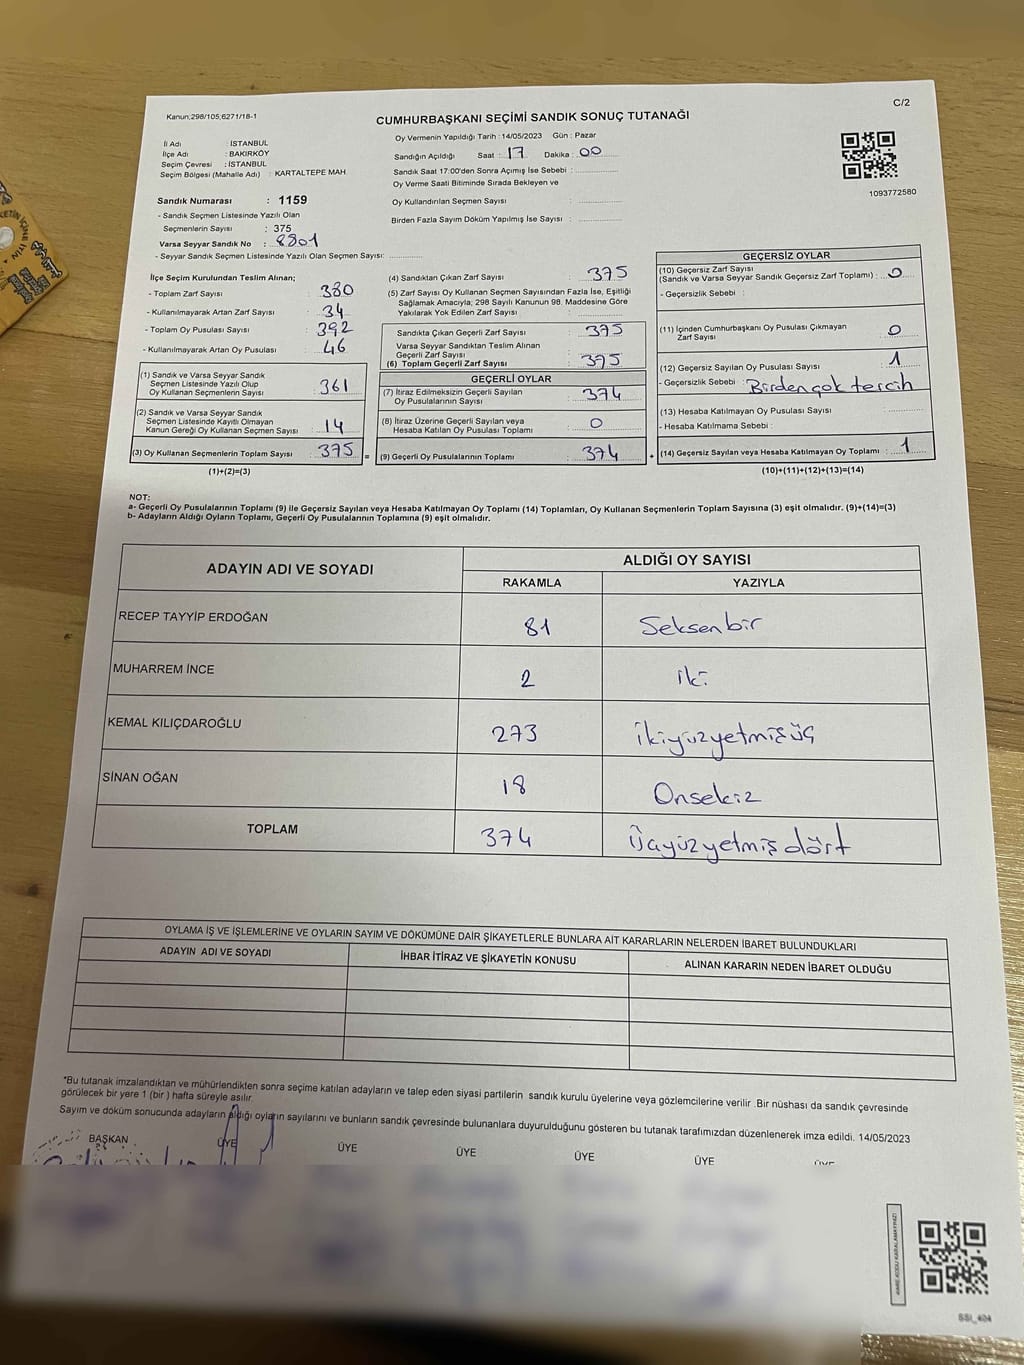 C/2
Kanun:298/105;6271/18-1
CUMHURBAŞKANI SEÇİMİ SANDIK SONUÇ TUTANAĞI
İl Adı : İSTANBUL
İlçe Adı : BAKIRKÖY
Seçim Çevresi : İSTANBUL
Seçim Bölgesi (Mahalle Adı) : KARTALTEPE MAH.
Sandık Numarası : 1159
- Sandık Seçmen Listesinde Yazılı Olan
Seçmenlerin Sayısı : 375
Varsa Seyyar Sandık No : 8801
- Seyyar Sandık Seçmen Listesinde Yazılı Olan Seçmen Sayısı:
Oy Vermenin Yapıldığı Tarih : 14/05/2023 Gün : Pazar
Sandığın Açıldığı Saat : 17 Dakika : 00
Sandık Saat 17:00'den Sonra Açımış İse Sebebi :
Oy Verme Saati Bitiminde Sırada Bekleyen ve
Oy Kullandırılan Seçmen Sayısı :
Birden Fazla Sayım Döküm Yapılmış İse Sayısı :
1093772580
İlçe Seçim Kurulundan Teslim Alınan;
- Toplam Zarf Sayısı : 380
- Kullanılmayarak Artan Zarf Sayısı : 34
- Toplam Oy Pusulası Sayısı : 392
- Kullanılmayarak Artan Oy Pusulası : 46
(1) Sandık ve Varsa Seyyar Sandık
Seçmen Listesinde Yazılı Olup
Oy Kullanan Seçmenlerin Sayısı : 361
(2) Sandık ve Varsa Seyyar Sandık
Seçmen Listesinde Kayıtlı Olmayan
Kanun Gereği Oy Kullanan Seçmen Sayısı : 14
(3) Oy Kullanan Seçmenlerin Toplam Sayısı : 375
(1)+(2)=(3)
(4) Sandıktan Çıkan Zarf Sayısı : 375
(5) Zarf Sayısı Oy Kullanan Seçmen Sayısından Fazla İse, Eşitliği
Sağlamak Amacıyla; 298 Sayılı Kanunun 98. Maddesine Göre
Yakılarak Yok Edilen Zarf Sayısı :
Sandıkta Çıkan Geçerli Zarf Sayısı : 375
Varsa Seyyar Sandıktan Teslim Alınan
Geçerli Zarf Sayısı :
(6) Toplam Geçerli Zarf Sayısı : 375
GEÇERLİ OYLAR
(7) İtiraz Edilmeksizin Geçerli Sayılan
Oy Pusulalarının Sayısı : 374
(8) İtiraz Üzerine Geçerli Sayılan veya
Hesaba Katılan Oy Pusulası Toplamı : 0
= (9) Geçerli Oy Pusulalarının Toplamı : 374 +
GEÇERSİZ OYLAR
(10) Geçersiz Zarf Sayısı
(Sandık ve Varsa Seyyar Sandık Geçersiz Zarf Toplamı) : 0
- Geçersizlik Sebebi :
(11) İçinden Cumhurbaşkanı Oy Pusulası Çıkmayan
Zarf Sayısı : 0
(12) Geçersiz Sayılan Oy Pusulası Sayısı : 1
- Geçersizlik Sebebi : Birden çok tercih
(13) Hesaba Katılmayan Oy Pusulası Sayısı :
- Hesaba Katılmama Sebebi :
(14) Geçersiz Sayılan veya Hesaba Katılmayan Oy Toplamı : 1
(10)+(11)+(12)+(13)=(14)
NOT:
a- Geçerli Oy Pusulalarının Toplamı (9) ile Geçersiz Sayılan veya Hesaba Katılmayan Oy Toplamı (14) Toplamları, Oy Kullanan Seçmenlerin Toplam Sayısına (3) eşit olmalıdır. (9)+(14)=(3)
b- Adayların Aldığı Oyların Toplamı, Geçerli Oy Pusulalarının Toplamına (9) eşit olmalıdır.
ADAYIN ADI VE SOYADI ALDIĞI OY SAYISI
RAKAMLA YAZIYLA
RECEP TAYYİP ERDOĞAN 81 Seksenbir
MUHARREM İNCE 2 iki
KEMAL KILIÇDAROĞLU 273 ikiyüzyetmişüç
SİNAN OĞAN 18 Onsekiz
TOPLAM 374 Üçyüzyetmişdört
OYLAMA İŞ VE İŞLEMLERİNE VE OYLARIN SAYIM VE DÖKÜMÜNE DAİR ŞİKAYETLERLE BUNLARA AİT KARARLARIN NELERDEN İBARET BULUNDUKLARI
ADAYIN ADI VE SOYADI İHBAR İTİRAZ VE ŞİKAYETİN KONUSU ALINAN KARARIN NEDEN İBARET OLDUĞU
*Bu tutanak imzalandıktan ve mühürlendikten sonra seçime katılan adayların ve talep eden siyasi partilerin sandık kurulu üyelerine veya gözlemcilerine verilir .Bir nüshası da sandık çevresinde
görülecek bir yere 1 (bir ) hafta süreyle asılır.
Sayım ve döküm sonucunda adayların aldığı oyların sayılarını ve bunların sandık çevresinde bulunanlara duyurulduğunu gösteren bu tutanak tarafımızdan düzenlenerek imza edildi. 14/05/2023
BAŞKAN ÜYE ÜYE ÜYE ÜYE ÜYE ÜYE